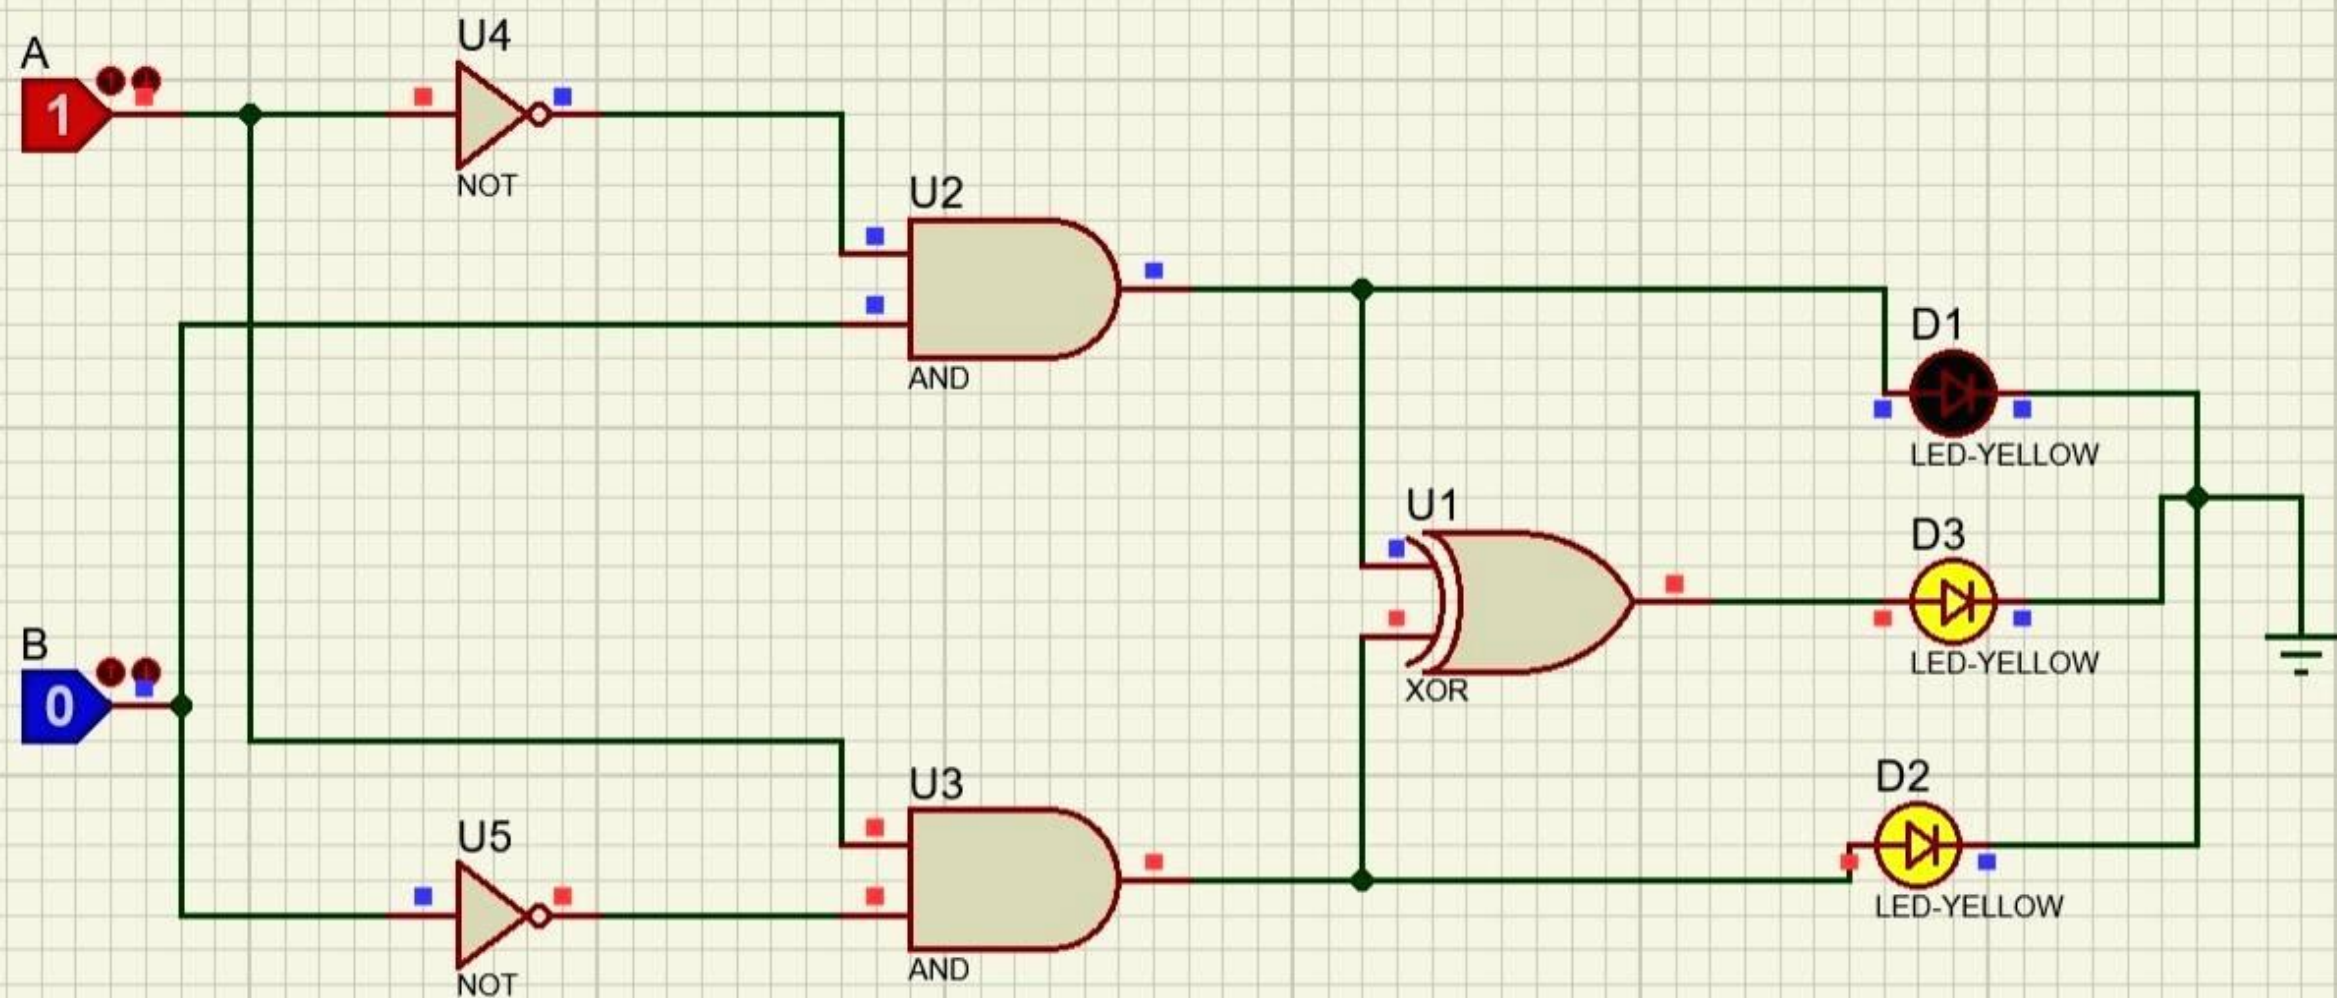 A
1
U4
NOT
U2
AND
D1
LED-YELLOW
U1
XOR
D3
LED-YELLOW
B
0
U3
AND
D2
LED-YELLOW
U5
NOT